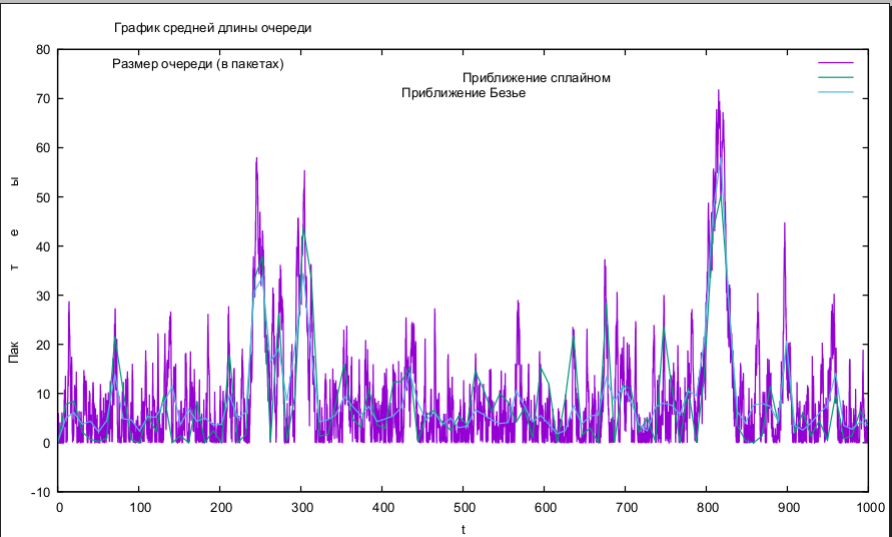 График средней длины очереди
80
Размер очереди (в пакетах)
Приближение сплайном
70
Приближение Безье
60
50
40
30
20
10
0
-10
Пак т е ы
0 100 200 300 400 500 600 700 800 900 1000
t